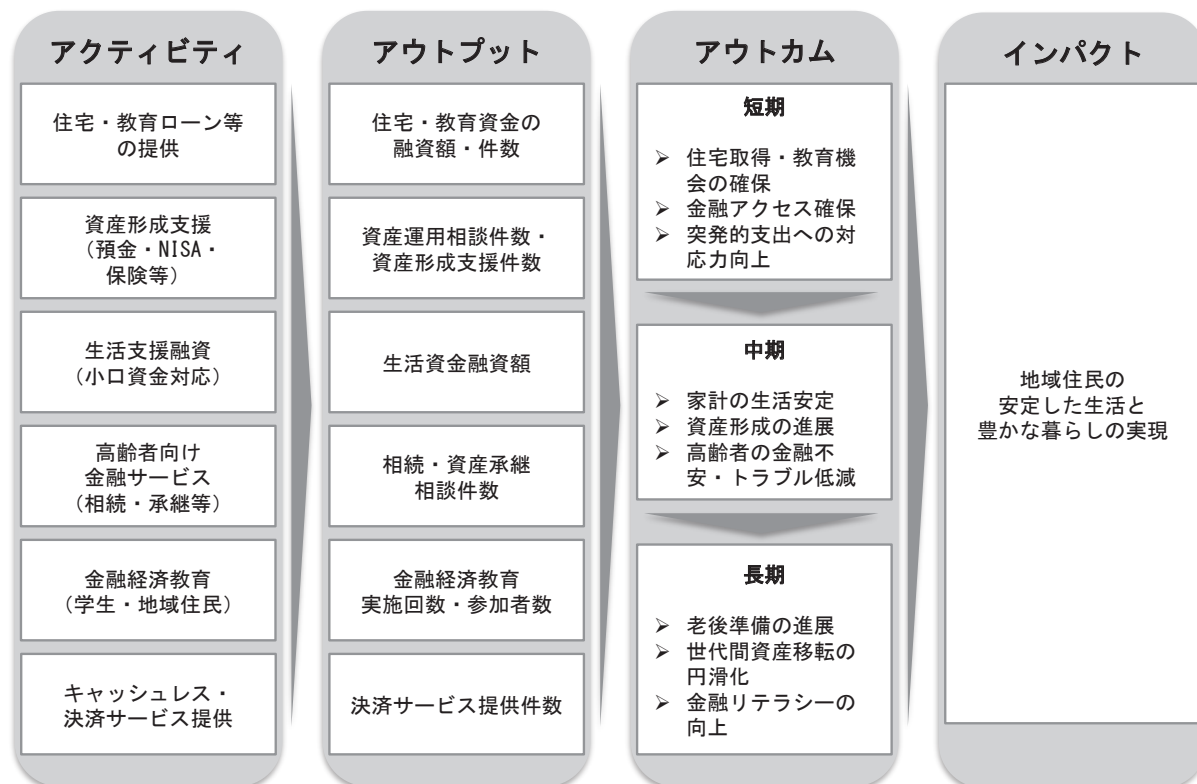 アクティビティ
住宅・教育ローン等
の提供
資産形成支援
(預金・NISA・
保険等)
生活支援融資
(小口資金対応)
高齢者向け
金融サービス
(相続・承継等)
金融経済教育
(学生・地域住民)
キャッシュレス・
決済サービス提供
アウトプット
住宅・教育資金の
融資額・件数
資産運用相談件数・
資産形成支援件数
生活資金融資額
相続・資産承継
相談件数
金融経済教育
実施回数・参加者数
決済サービス提供件数
アウトカム
短期
➢ 住宅取得・教育機
会の確保
➢ 金融アクセス確保
➢ 突発的支出への対
応力向上
中期
➢ 家計の生活安定
➢ 資産形成の進展
➢ 高齢者の金融不
安・トラブル低減
長期
➢ 老後準備の進展
➢ 世代間資産移転の
円滑化
➢ 金融リテラシーの
向上
インパクト
地域住民の
安定した生活と
豊かな暮らしの実現